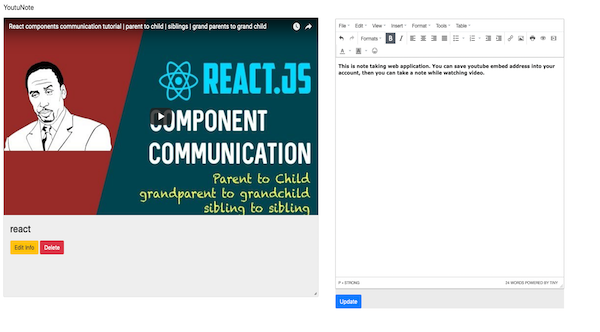 YoutuNote
React components communication tutorial | parent to child | siblings | grand parents to grand child
REACT.JS
COMPONENT
COMMUNICATION
Parent to Child
grandparent to grandchild
sibling to sibling
react
Edit Info Delete
File Edit View Insert Format Tools Table
Formats B I
A A
This is note taking web application. You can save youtube embed address into your
account, then you can take a note while watching video.
P » STRONG 24 WORDS POWERED BY TINY
Update